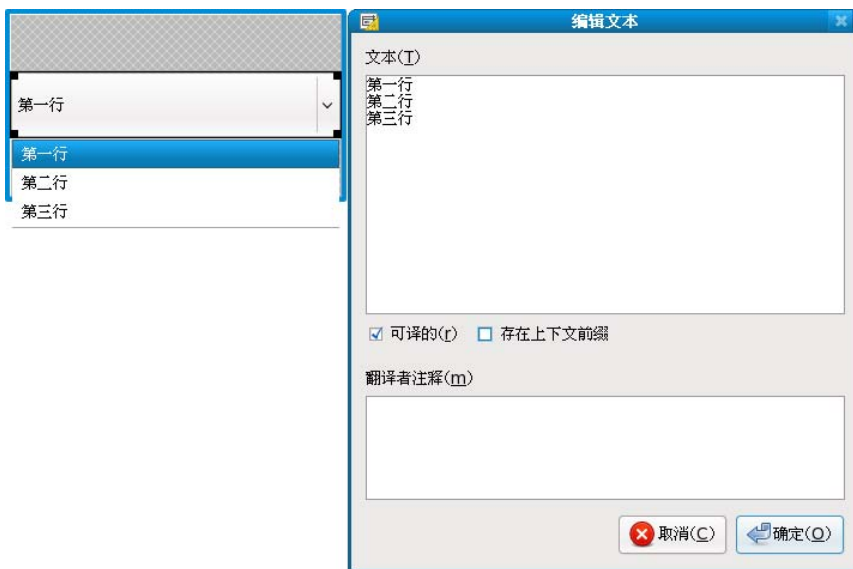 第一行
第一行
第二行
第三行
编辑文本
文本(T)
第一行
第二行
第三行
可译的(r) 存在上下文前缀
翻译者注释(m)
取消(C) 确定(O)